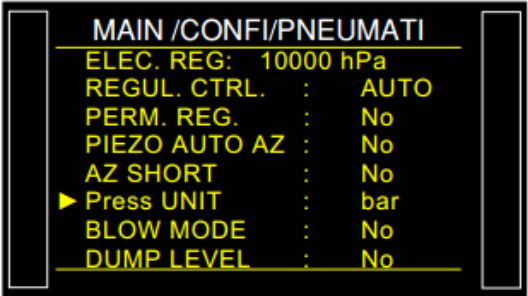 MAIN /CONFI/PNEUMATI
ELEC. REG: 10000 hPa
REGUL. CTRL. : AUTO
PERM. REG. : No
PIEZO AUTO AZ : No
AZ SHORT : No
► Press UNIT : bar
BLOW MODE : No
DUMP LEVEL : No